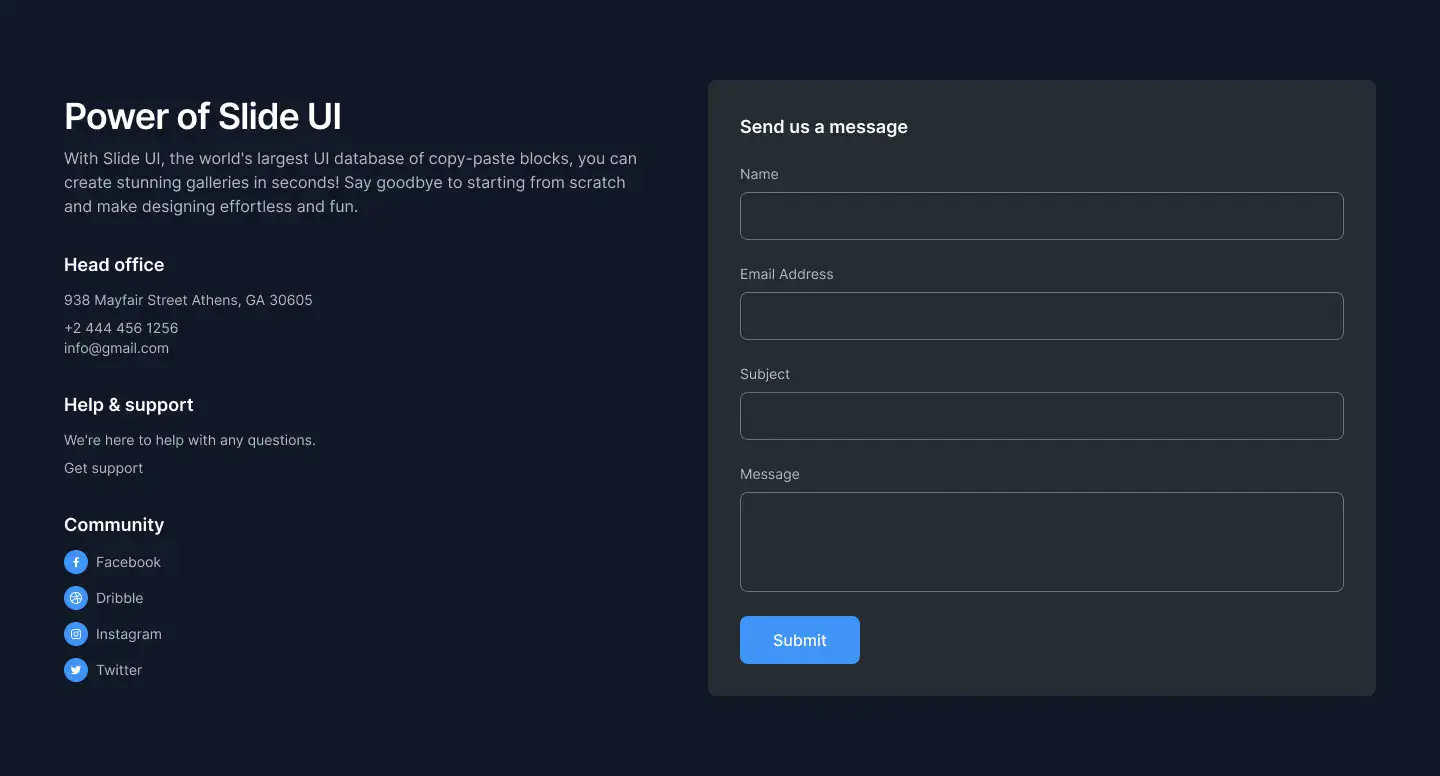 Power of Slide UI
With Slide UI, the world's largest UI database of copy-paste blocks, you can
create stunning galleries in seconds! Say goodbye to starting from scratch
and make designing effortless and fun.
Head office
938 Mayfair Street Athens, GA 30605
+2 444 456 1256
info@gmail.com
Help & support
We're here to help with any questions.
Get support
Community
Facebook
Dribble
Instagram
Twitter
Send us a message
Name
Email Address
Subject
Message
Submit